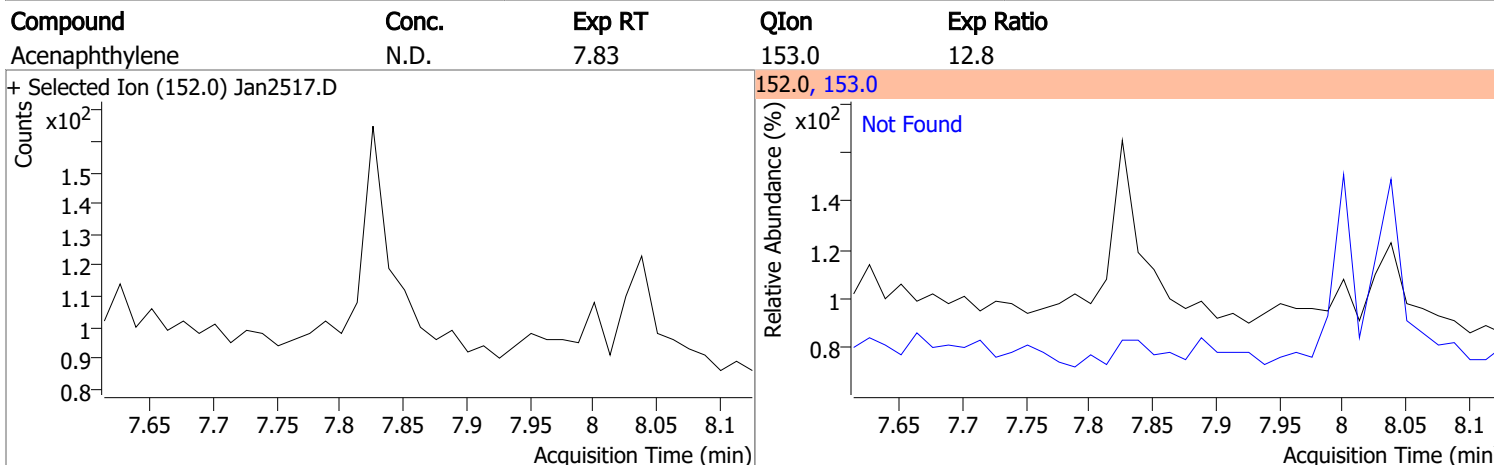 Compound Conc. Exp RT QIon Exp Ratio
Acenaphthylene N.D. 7.83 153.0 12.8
+ Selected Ion (152.0) Jan2517.D
Counts
x10²
1.5
1.4
1.3
1.2
1.1
1
0.9
0.8
7.65 7.7 7.75 7.8 7.85 7.9 7.95 8 8.05 8.1
Acquisition Time (min)
152.0, 153.0
Relative Abundance (%)
x10²
Not Found
1.4
1.2
1
0.8
7.65 7.7 7.75 7.8 7.85 7.9 7.95 8 8.05 8.1
Acquisition Time (min